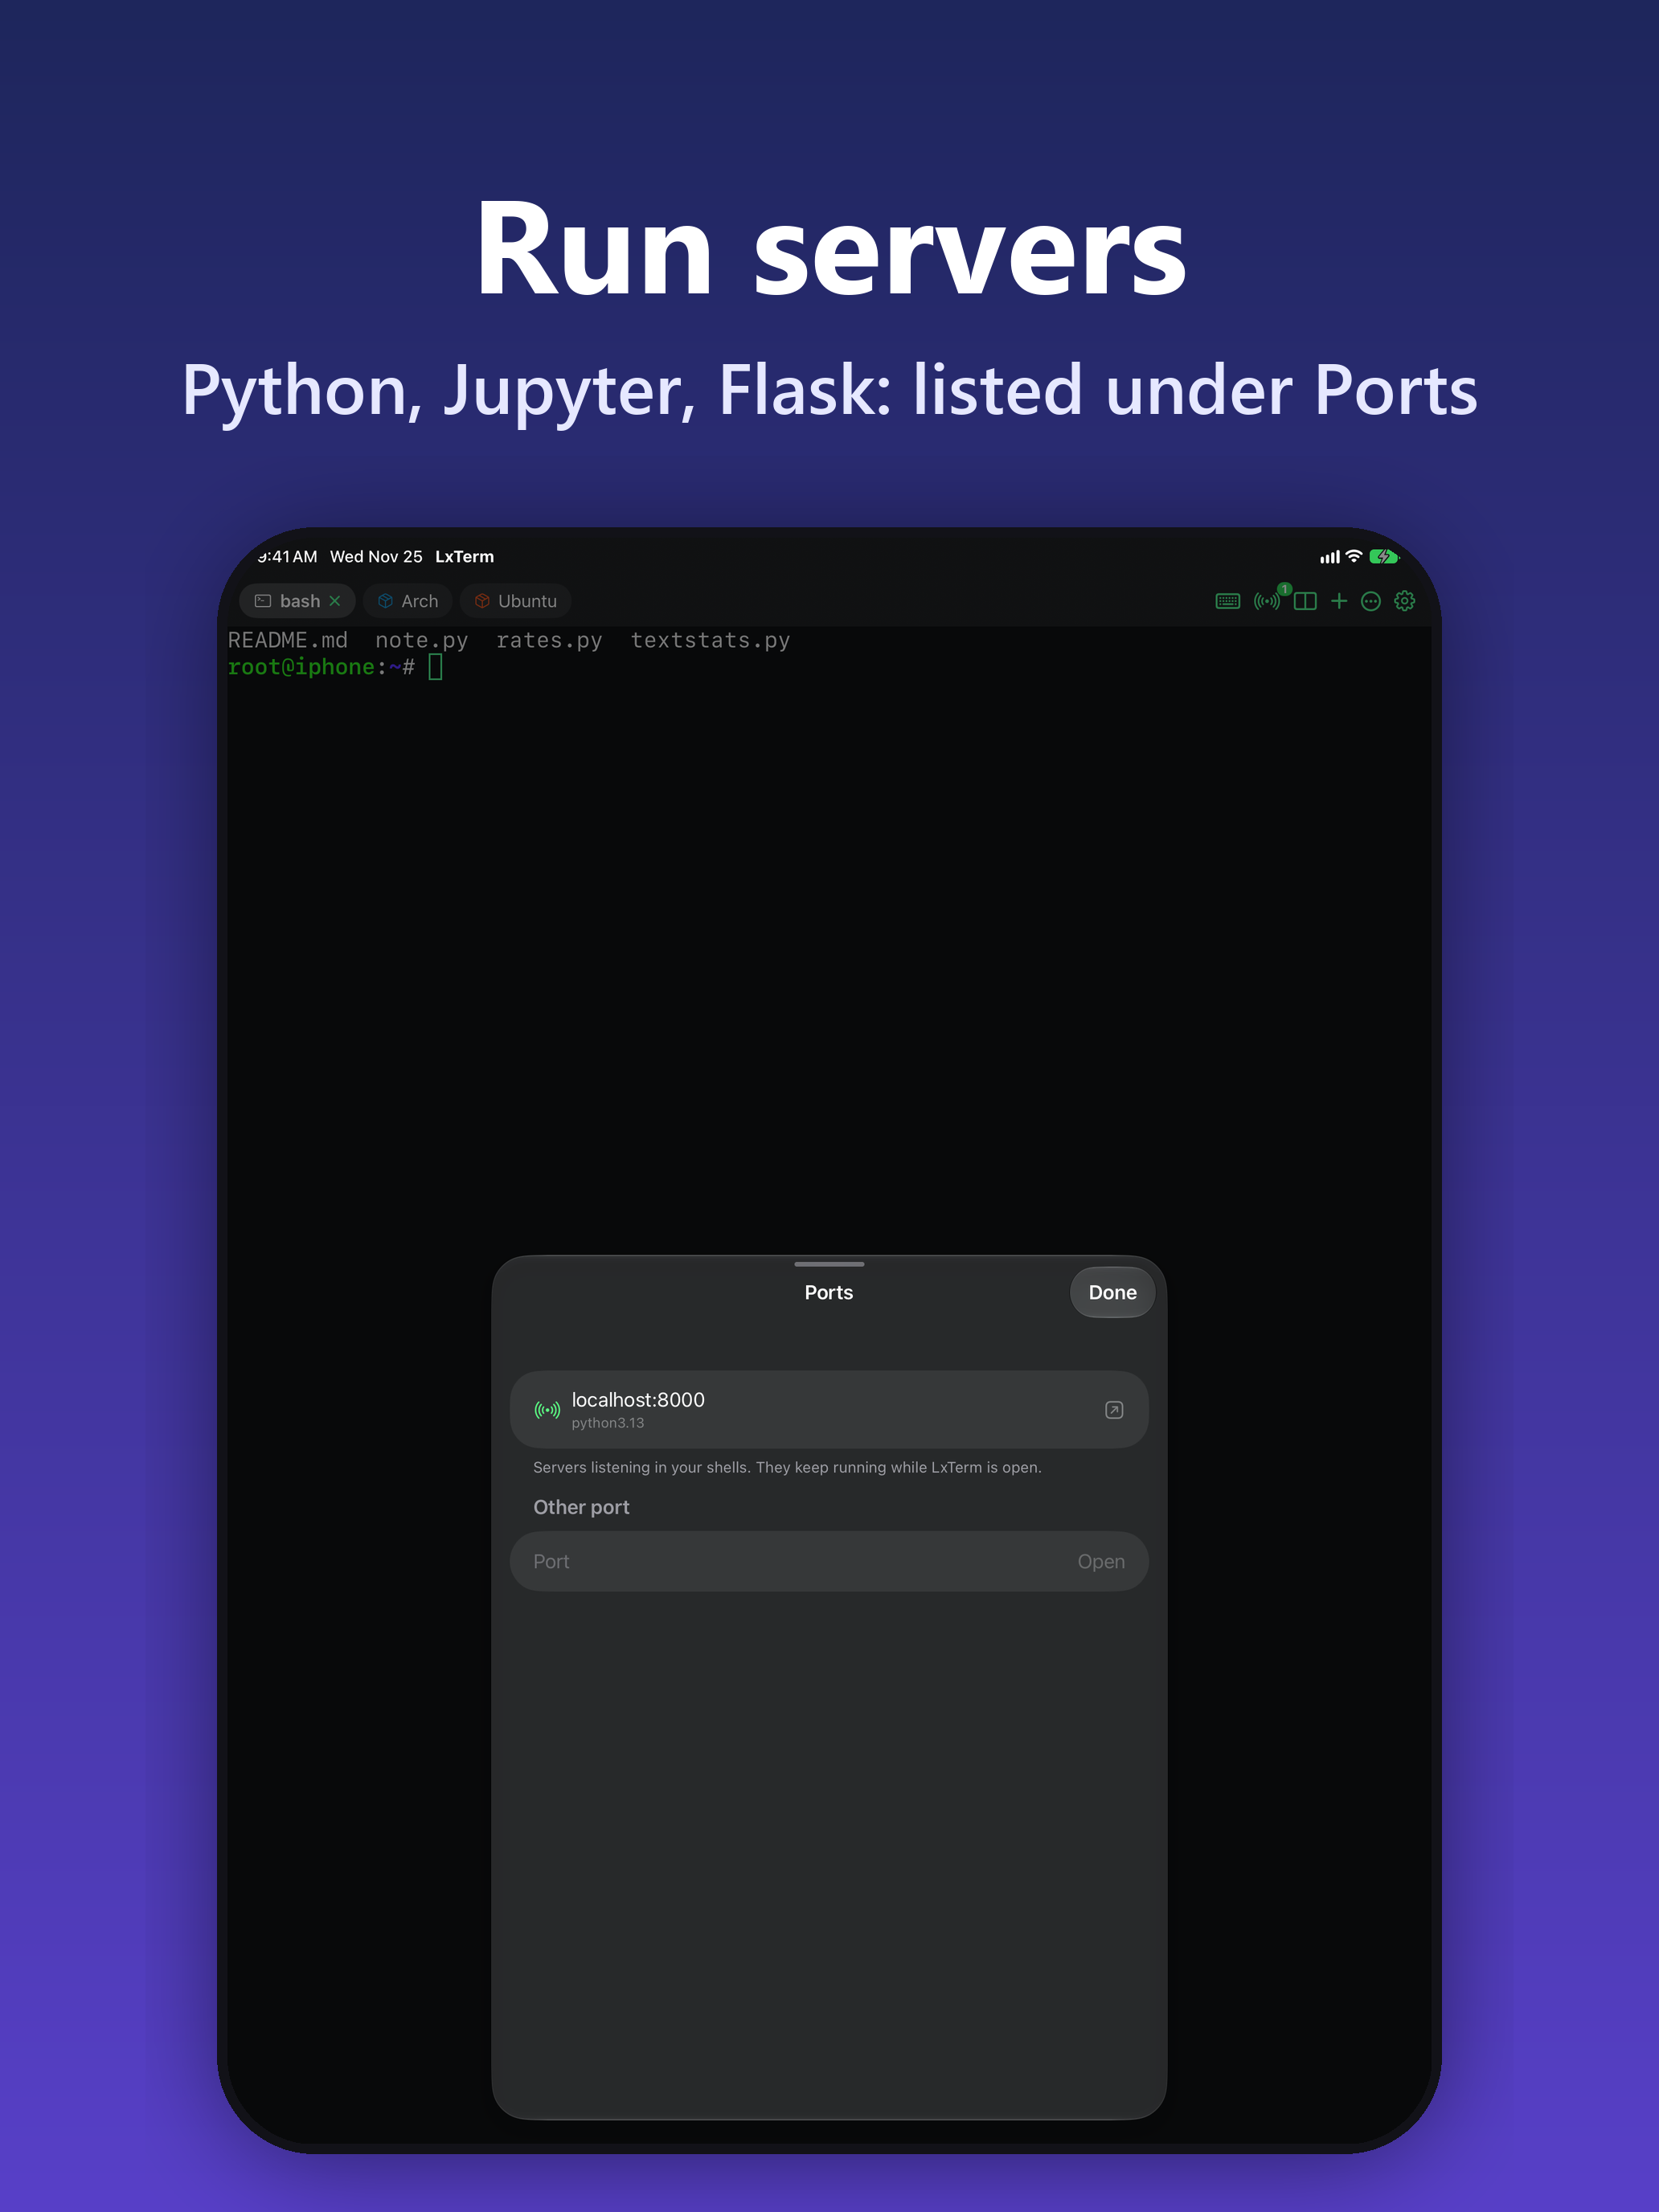 Run servers
Python, Jupyter, Flask: listed under Ports
9:41 AM Wed Nov 25 LxTerm
bash × Arch Ubuntu 1
README.md note.py rates.py textstats.py
root@iphone:~#
Ports Done
localhost:8000
python3.13
Servers listening in your shells. They keep running while LxTerm is open.
Other port
Port Open